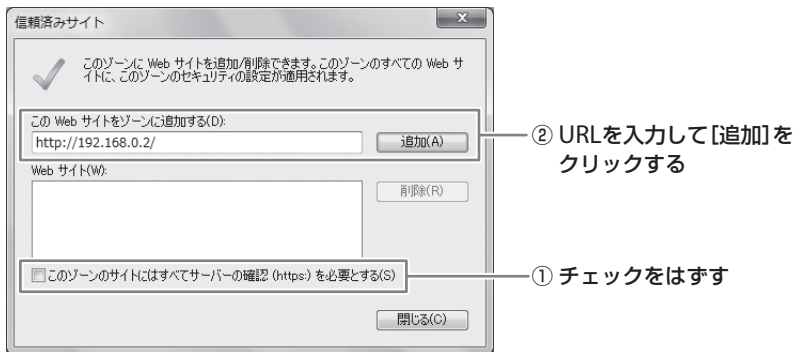 信頼済みサイト
x
このゾーンに Web サイトを追加/削除できます。このゾーンのすべての Web サ
イトに、このゾーンのセキュリティの設定が適用されます。
この Web サイトをゾーンに追加する(D):
http://192.168.0.2/
追加(A)
② URLを入力して[追加]を
クリックする
Web サイト(W):
削除(R)
このゾーンのサイトにはすべてサーバーの確認 (https:) を必要とする(S)
① チェックをはずす
閉じる(C)